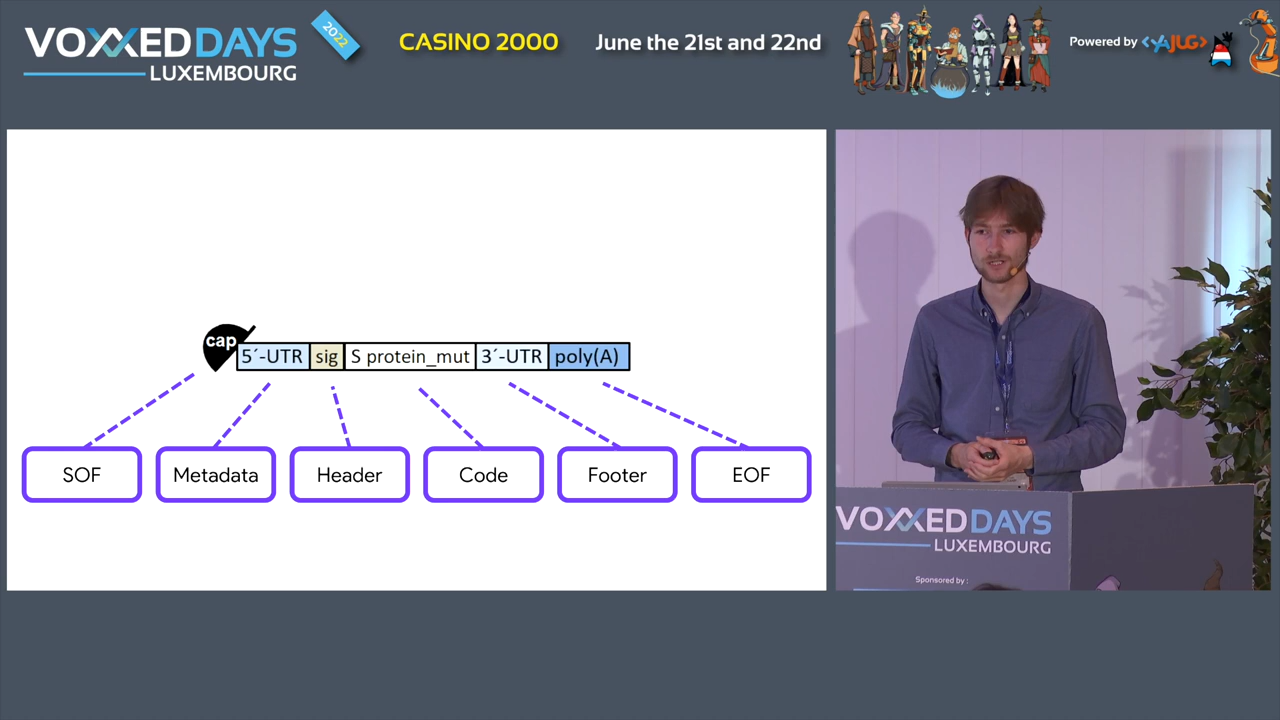 VOXXED DAYS
LUXEMBOURG
2022
CASINO 2000
June the 21st and 22nd
Powered by <YAJUG>
cap
5´-UTR sig S protein_mut 3´-UTR poly(A)
SOF Metadata Header Code Footer EOF
VOXXED DAYS
LUXEMBOURG
Sponsored by :